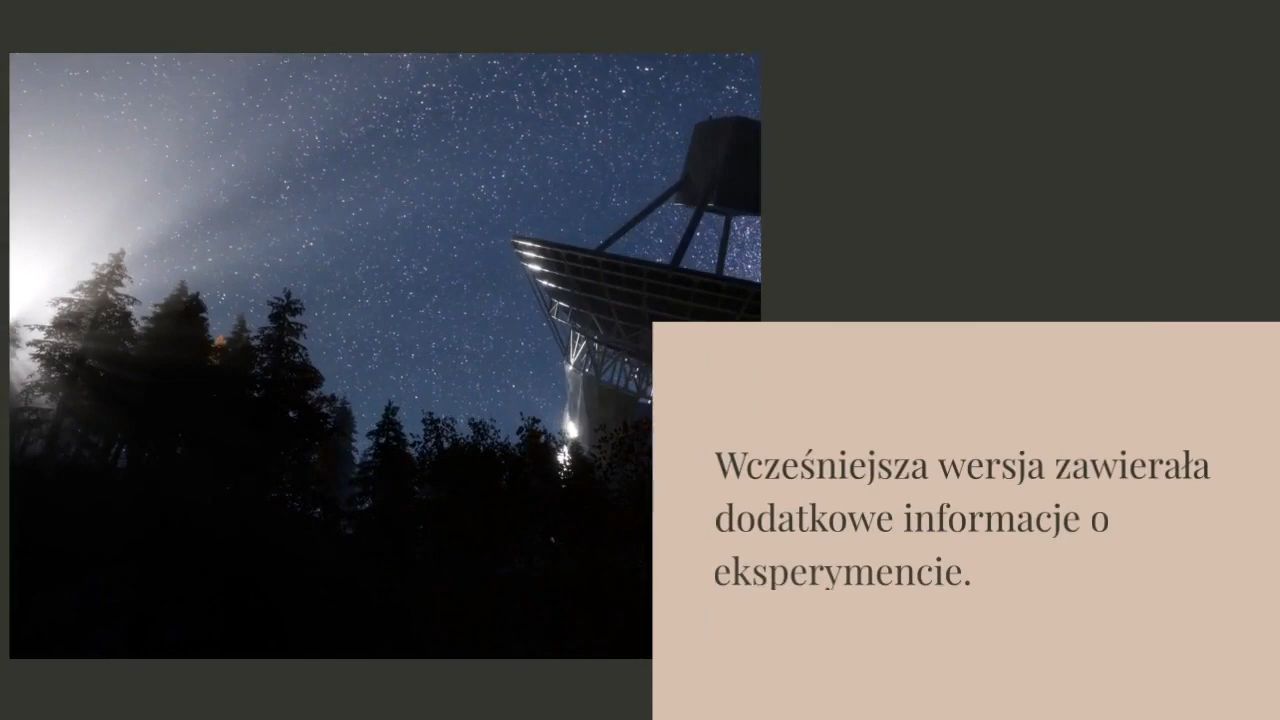 Wcześniejsza wersja zawierała
dodatkowe informacje o
eksperymencie.